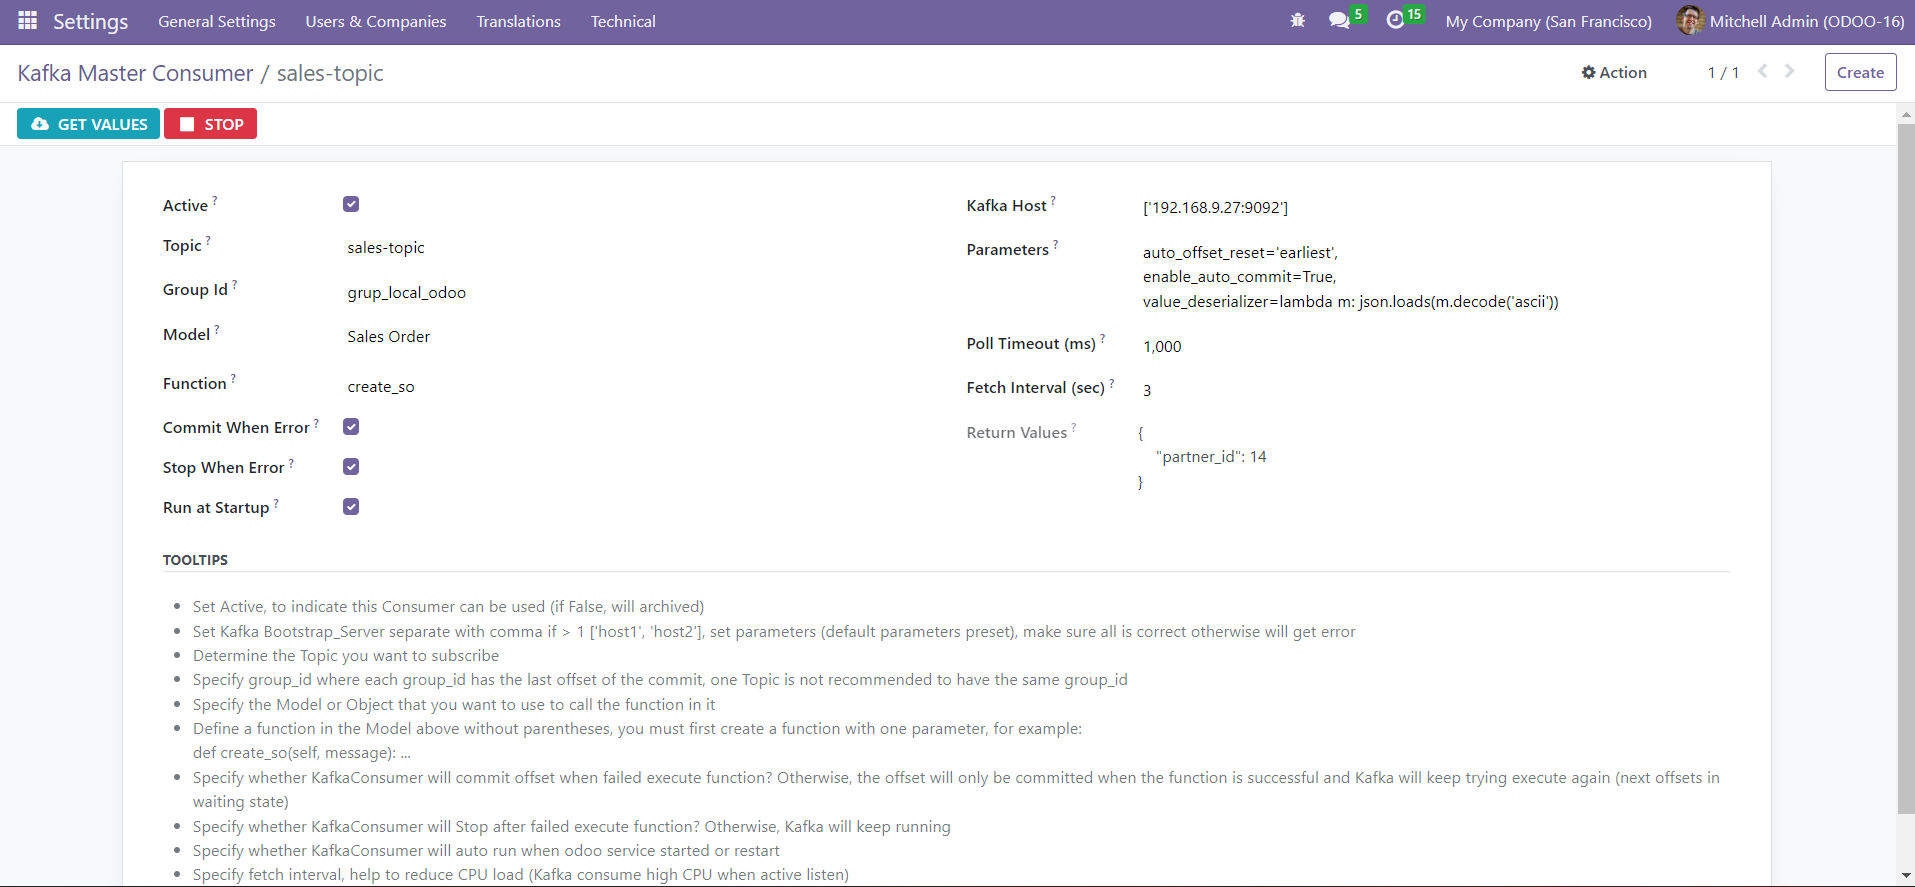 Settings General Settings Users & Companies Translations Technical 5 15 My Company (San Francisco) Mitchell Admin (ODOO-16)
Kafka Master Consumer / sales-topic Action 1 / 1 Create
GET VALUES STOP
Active ?
Topic ? sales-topic
Group Id ? grup_local_odoo
Model ? Sales Order
Function ? create_so
Commit When Error ?
Stop When Error ?
Run at Startup ?
Kafka Host ? ['192.168.9.27:9092']
Parameters ? auto_offset_reset='earliest',
enable_auto_commit=True,
value_deserializer=lambda m: json.loads(m.decode('ascii'))
Poll Timeout (ms) ? 1,000
Fetch Interval (sec) ? 3
Return Values ? {
"partner_id": 14
}
TOOLTIPS
Set Active, to indicate this Consumer can be used (if False, will archived)
Set Kafka Bootstrap_Server separate with comma if > 1 ['host1', 'host2'], set parameters (default parameters preset), make sure all is correct otherwise will get error
Determine the Topic you want to subscribe
Specify group_id where each group_id has the last offset of the commit, one Topic is not recommended to have the same group_id
Specify the Model or Object that you want to use to call the function in it
Define a function in the Model above without parentheses, you must first create a function with one parameter, for example:
def create_so(self, message): ...
Specify whether KafkaConsumer will commit offset when failed execute function? Otherwise, the offset will only be committed when the function is successful and Kafka will keep trying execute again (next offsets in
waiting state)
Specify whether KafkaConsumer will Stop after failed execute function? Otherwise, Kafka will keep running
Specify whether KafkaConsumer will auto run when odoo service started or restart
Specify fetch interval, help to reduce CPU load (Kafka consume high CPU when active listen)